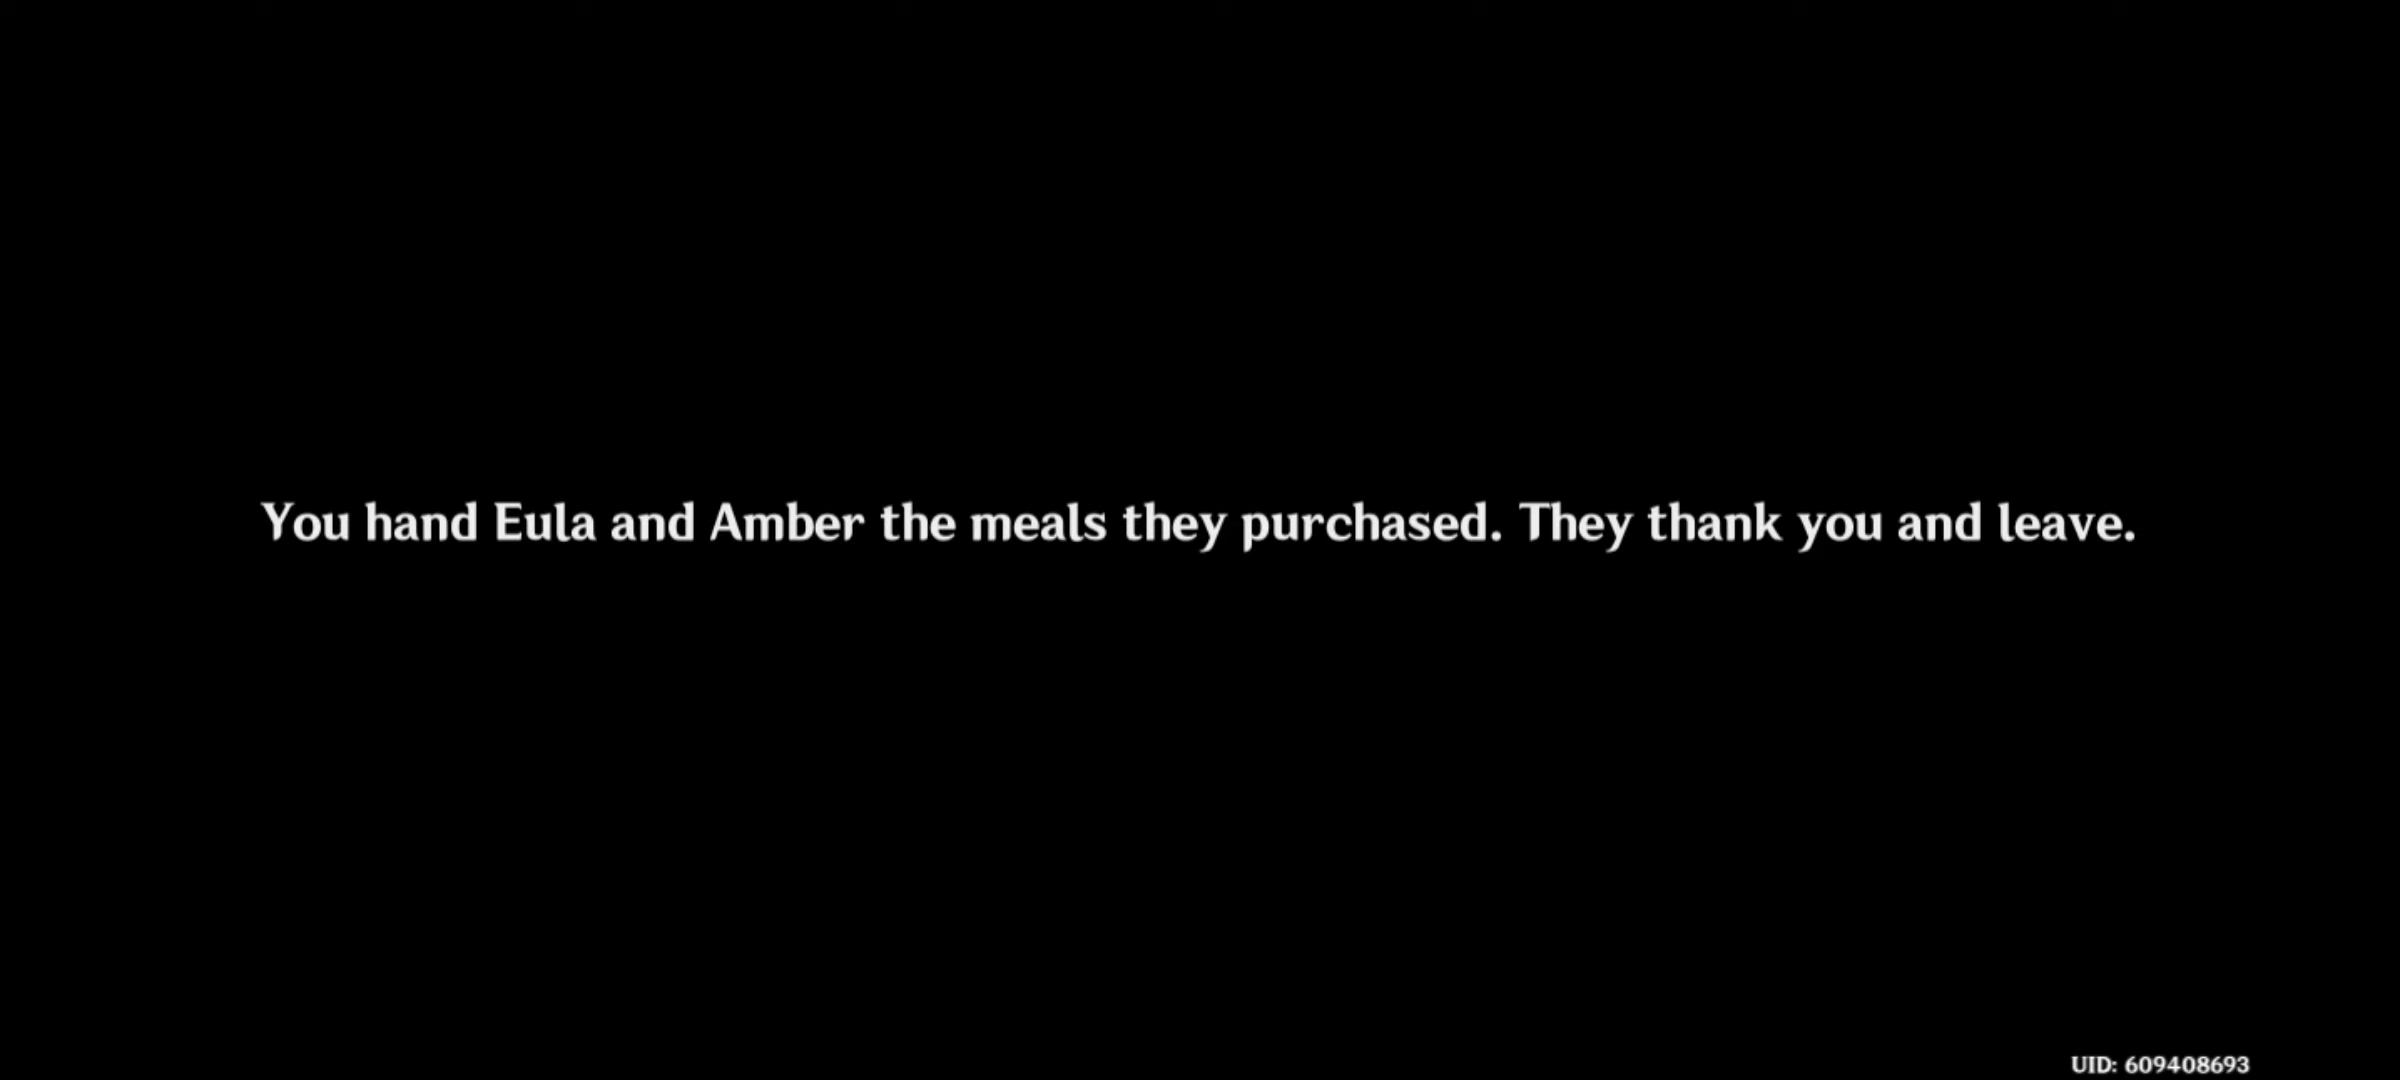 You hand Eula and Amber the meals they purchased. They thank you and leave.
UID: 609408693